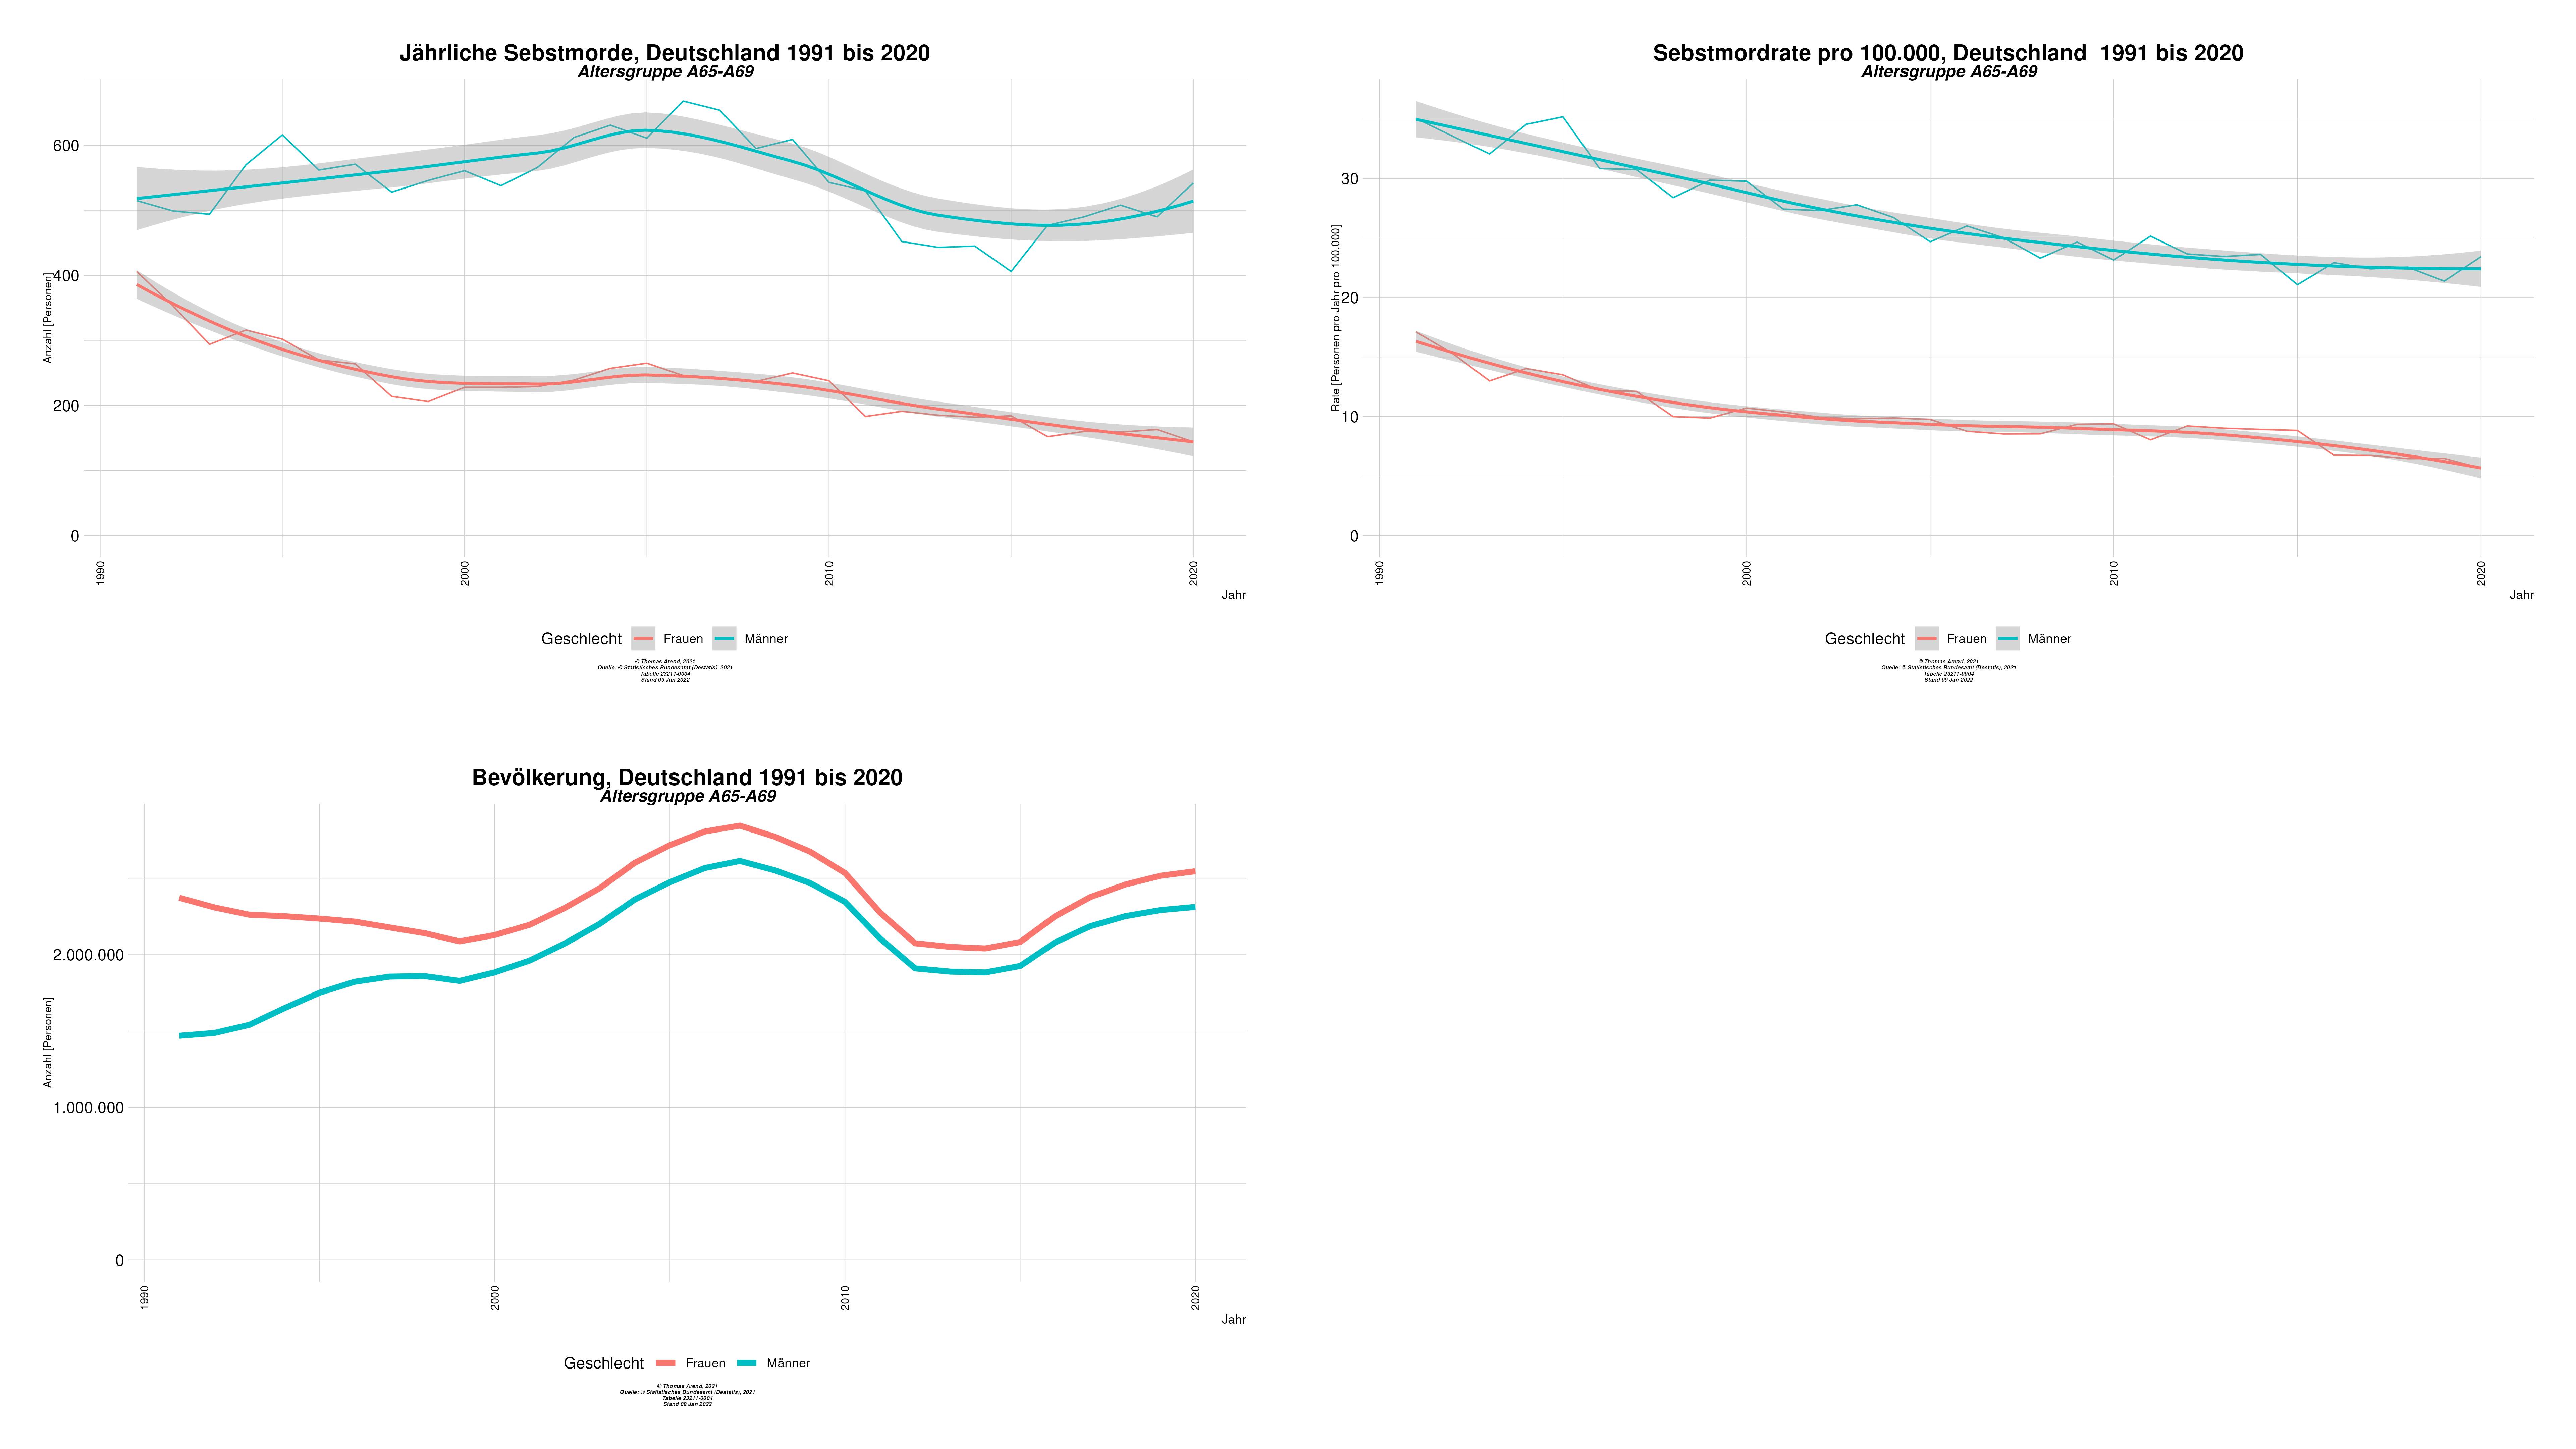 Jährliche Sebstmorde, Deutschland 1991 bis 2020
Altersgruppe A65-A69
Anzahl [Personen]
600
400
200
0
1990
2000
2010
2020
Jahr
Geschlecht Frauen Männer
© Thomas Arend, 2021
Quelle: © Statistisches Bundesamt (Destatis), 2021
Tabelle 23211-0004
Stand 09 Jan 2022
Sebstmordrate pro 100.000, Deutschland  1991 bis 2020
Altersgruppe A65-A69
Rate [Personen pro Jahr pro 100.000]
30
20
10
0
1990
2000
2010
2020
Jahr
Geschlecht Frauen Männer
© Thomas Arend, 2021
Quelle: © Statistisches Bundesamt (Destatis), 2021
Tabelle 23211-0004
Stand 09 Jan 2022
Bevölkerung, Deutschland 1991 bis 2020
Altersgruppe A65-A69
Anzahl [Personen]
2.000.000
1.000.000
0
1990
2000
2010
2020
Jahr
Geschlecht Frauen Männer
© Thomas Arend, 2021
Quelle: © Statistisches Bundesamt (Destatis), 2021
Tabelle 23211-0004
Stand 09 Jan 2022